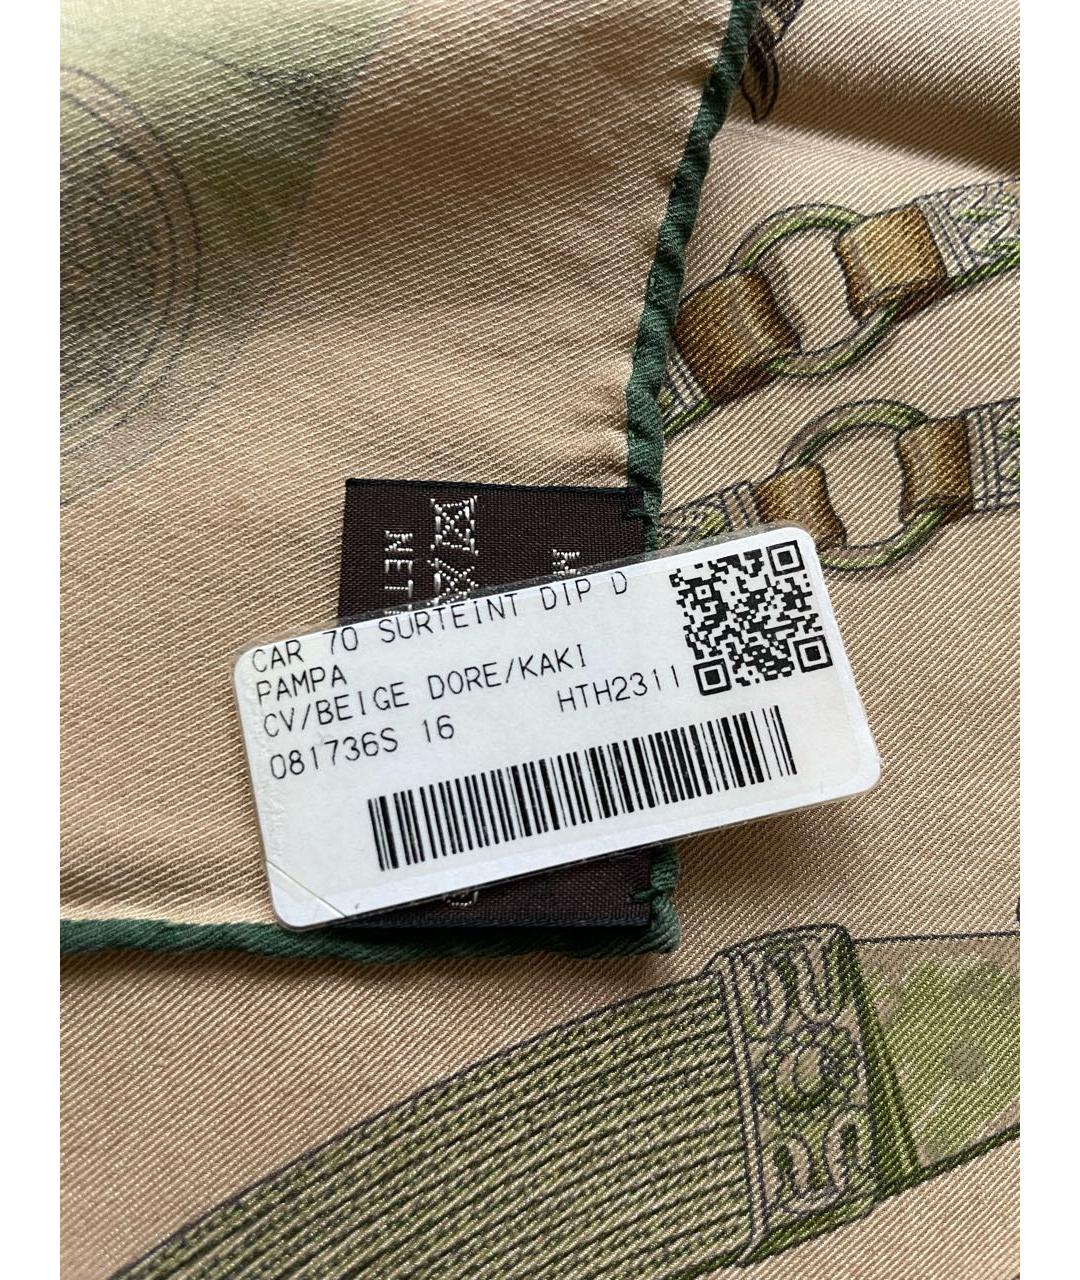 CAR 70 SURTEINT DIP D
PAMPA
CV/BEIGE DORE/KAKI
HTH2311
081736S 16